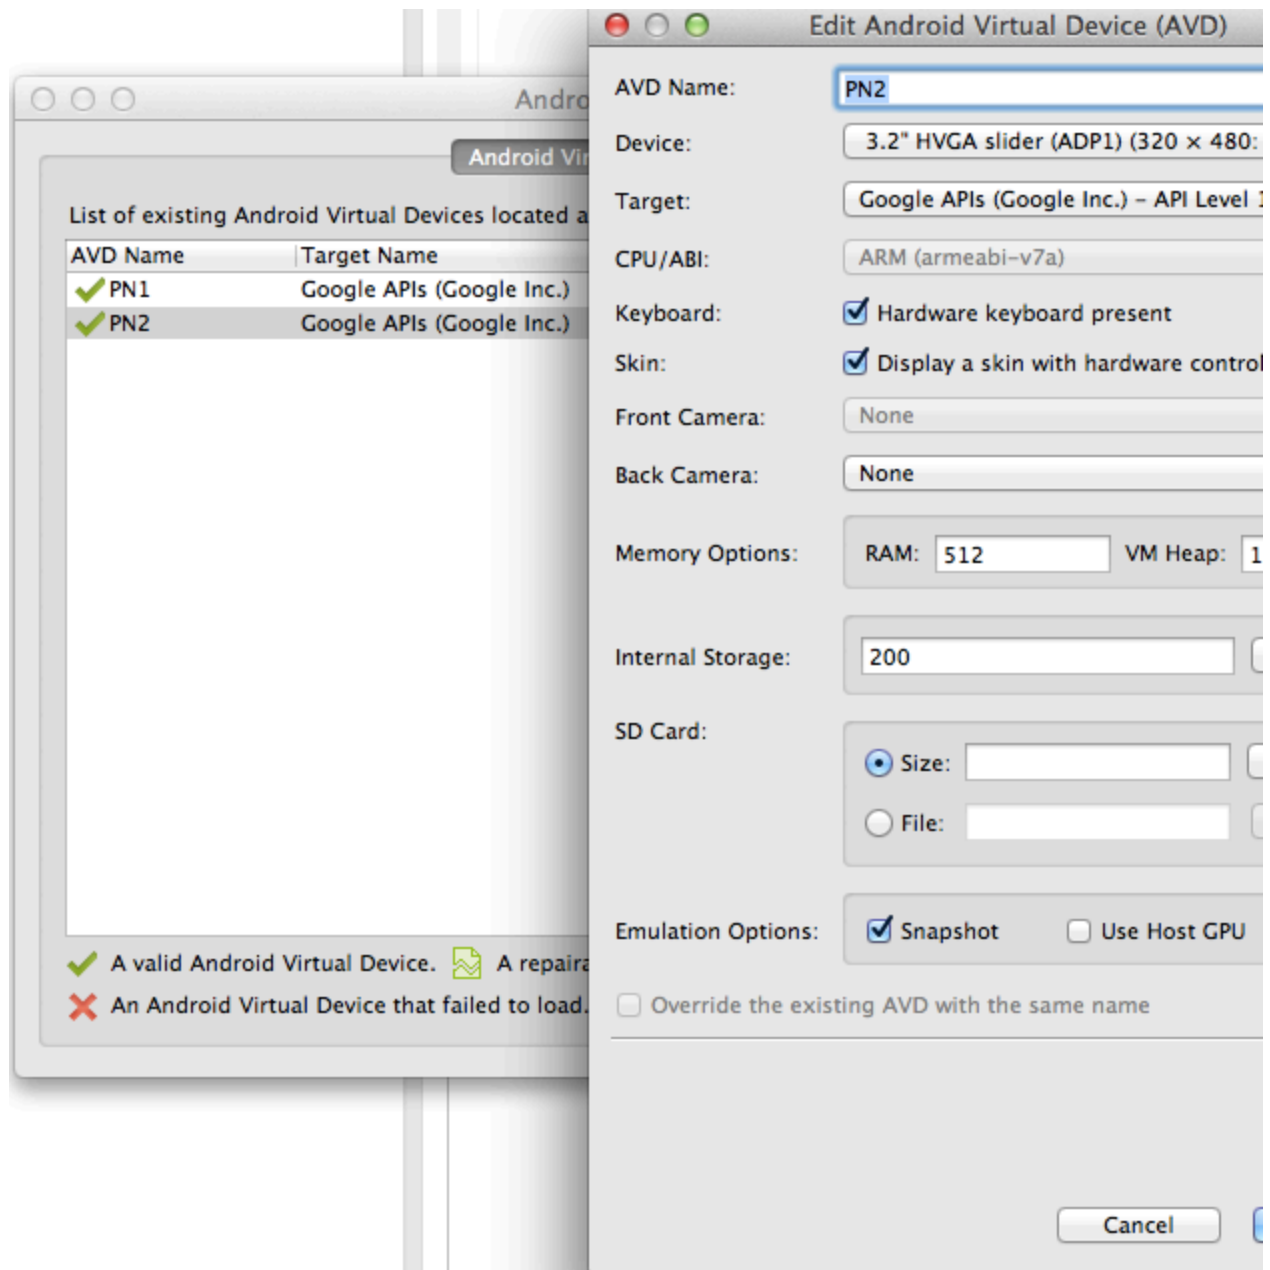 Edit Android Virtual Device (AVD)
Andro
Android Vir
List of existing Android Virtual Devices located a
AVD Name Target Name
PN1 Google APIs (Google Inc.)
PN2 Google APIs (Google Inc.)
A valid Android Virtual Device. A repaira
An Android Virtual Device that failed to load.
AVD Name: PN2
Device: 3.2" HVGA slider (ADP1) (320 × 480:
Target: Google APIs (Google Inc.) – API Level 1
CPU/ABI: ARM (armeabi-v7a)
Keyboard: Hardware keyboard present
Skin: Display a skin with hardware control
Front Camera: None
Back Camera: None
Memory Options: RAM: 512 VM Heap: 1
Internal Storage: 200
SD Card:
Size:
File:
Emulation Options: Snapshot Use Host GPU
Override the existing AVD with the same name
Cancel